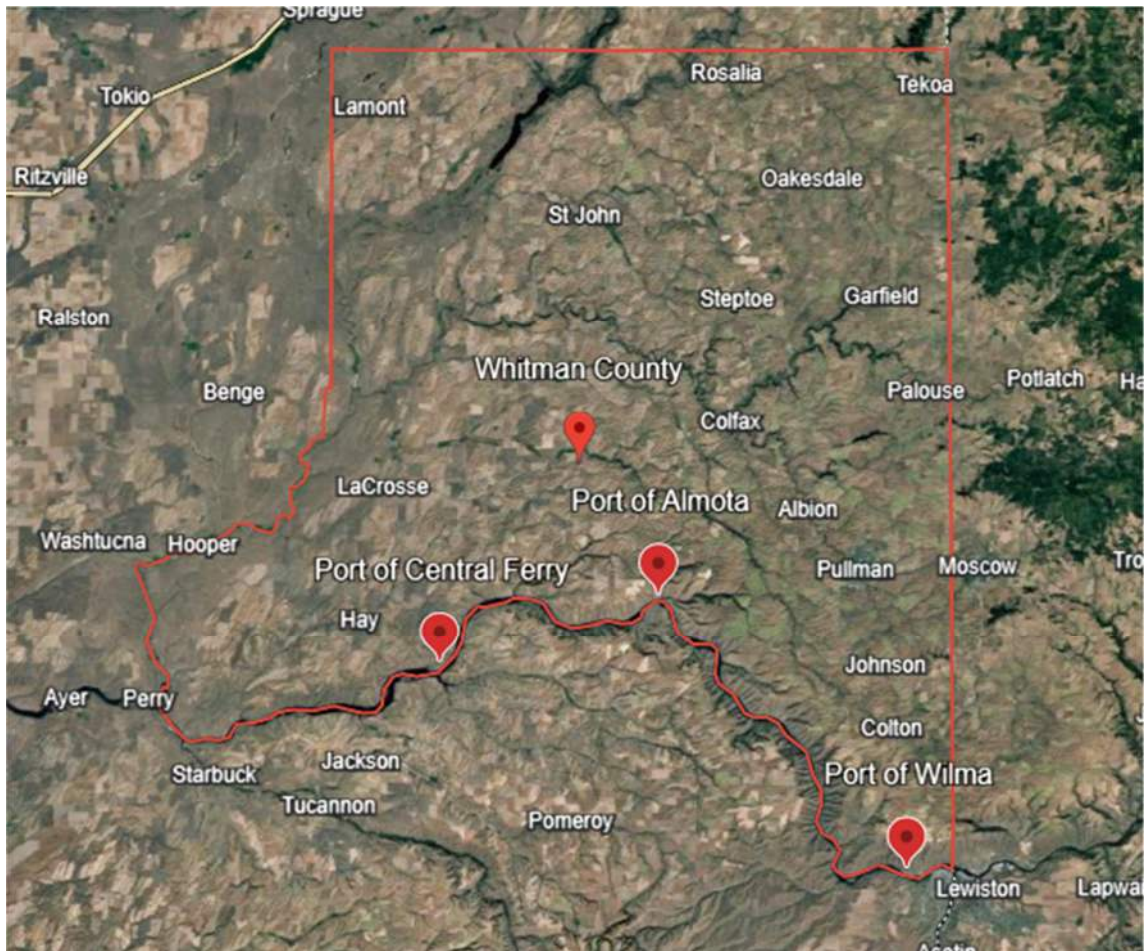 Sprague
Rosalia
Tekoa
Tokio
Lamont
Ritzville
Oakesdale
St John
Steptoe
Garfield
Ralston
Whitman County
Potlatch
Benge
Palouse
Colfax
LaCrosse
Port of Almota
Albion
Washtucna
Hooper
Port of Central Ferry
Pullman
Moscow
Hay
Johnson
Ayer
Perry
Colton
Jackson
Starbuck
Port of Wilma
Tucannon
Pomeroy
Lewiston